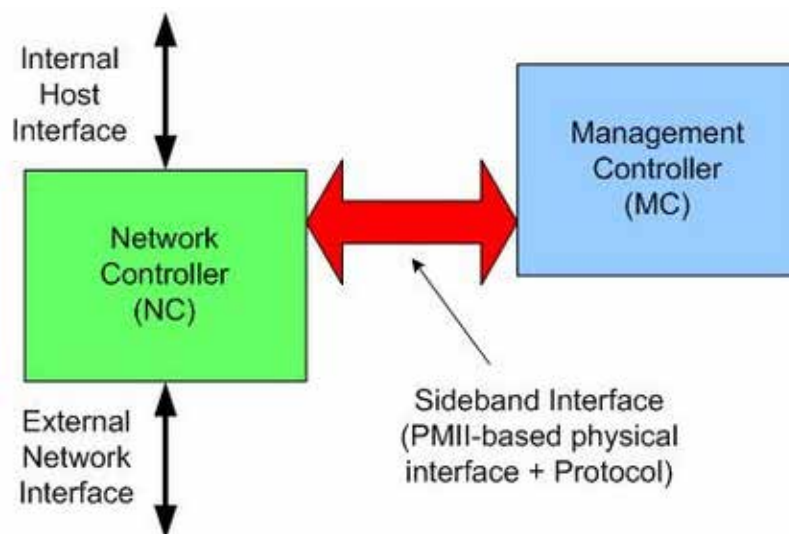 Internal
Host
Interface
Management
Controller
(MC)
Network
Controller
(NC)
Sideband Interface
(PMII-based physical
interface + Protocol)
External
Network
Interface